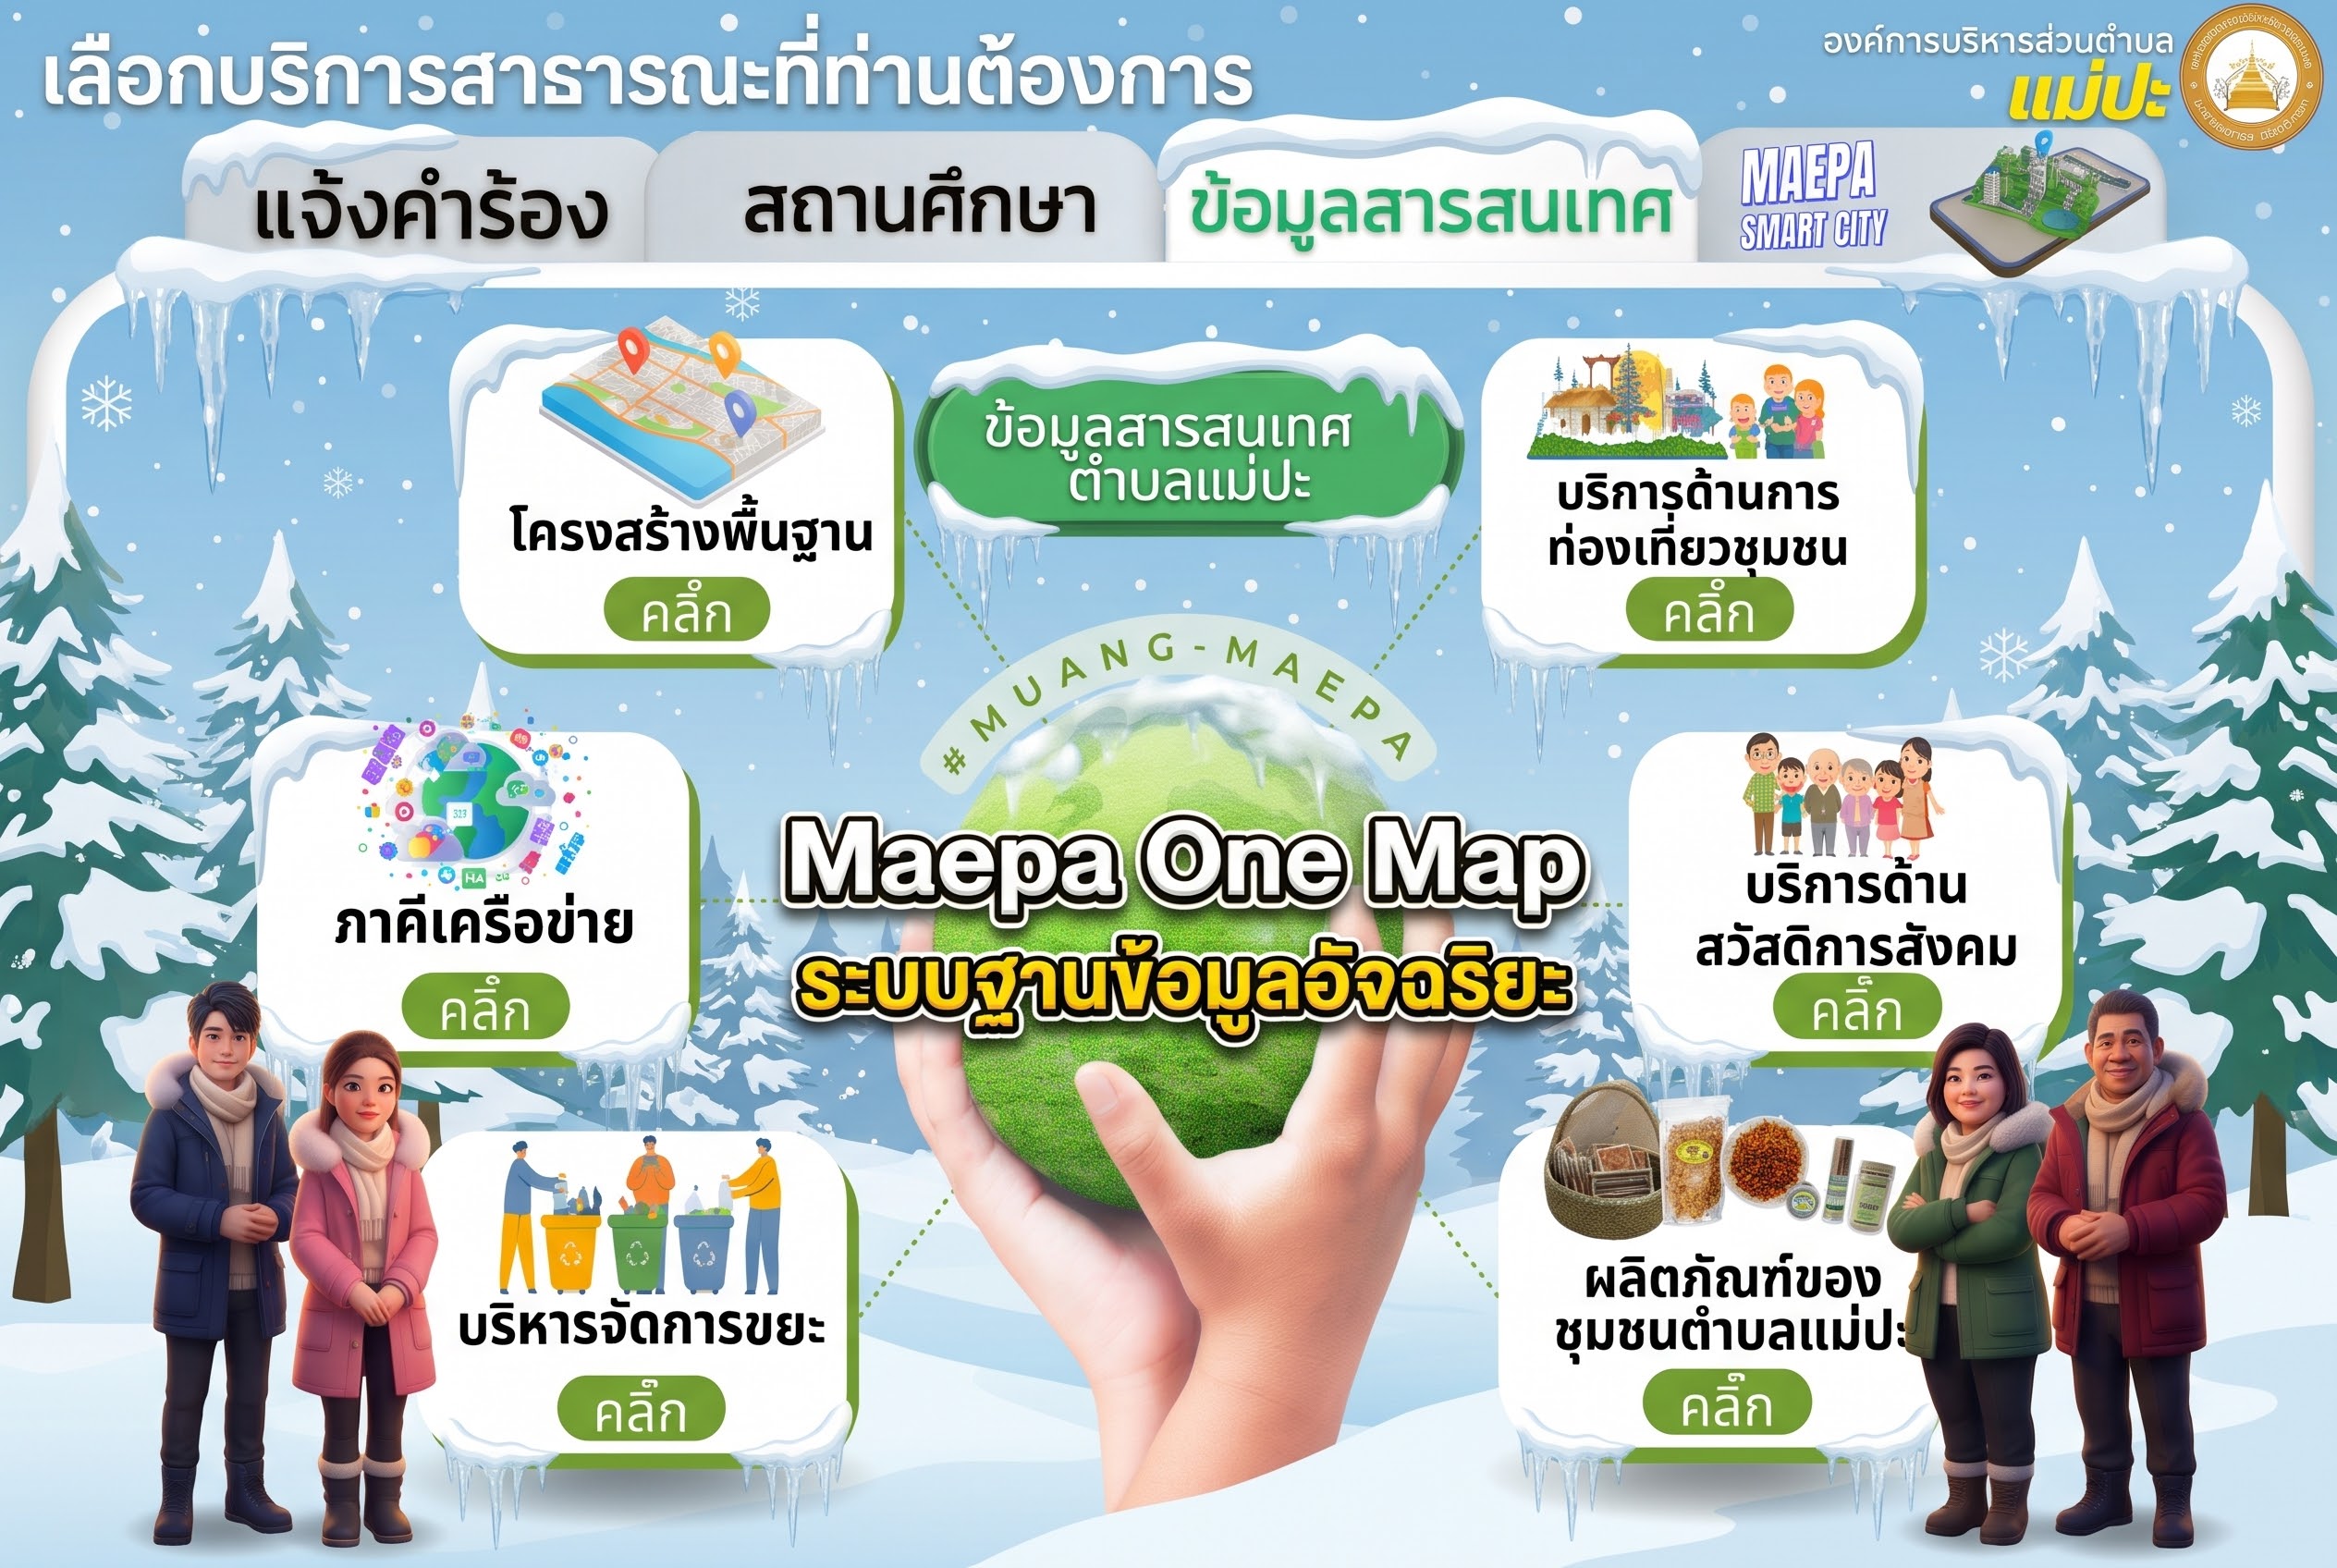 เลือกบริการสาธารณะที่ท่านต้องการ
องค์การบริหารส่วนตำบล
แม่ปะ
แจ้งคำร้อง
สถานศึกษา
ข้อมูลสารสนเทศ
MAEPA
SMART CITY
โครงสร้างพื้นฐาน
คลิ๊ก
ข้อมูลสารสนเทศ
ตำบลแม่ปะ
บริการด้านการ
ท่องเที่ยวชุมชน
คลิ๊ก
#MUANG-MAEPA
ภาคีเครือข่าย
คลิ๊ก
Maepa One Map
ระบบฐานข้อมูลอัจฉริยะ
บริการด้าน
สวัสดิการสังคม
คลิ๊ก
บริหารจัดการขยะ
คลิ๊ก
ผลิตภัณฑ์ของ
ชุมชนตำบลแม่ปะ
คลิ๊ก